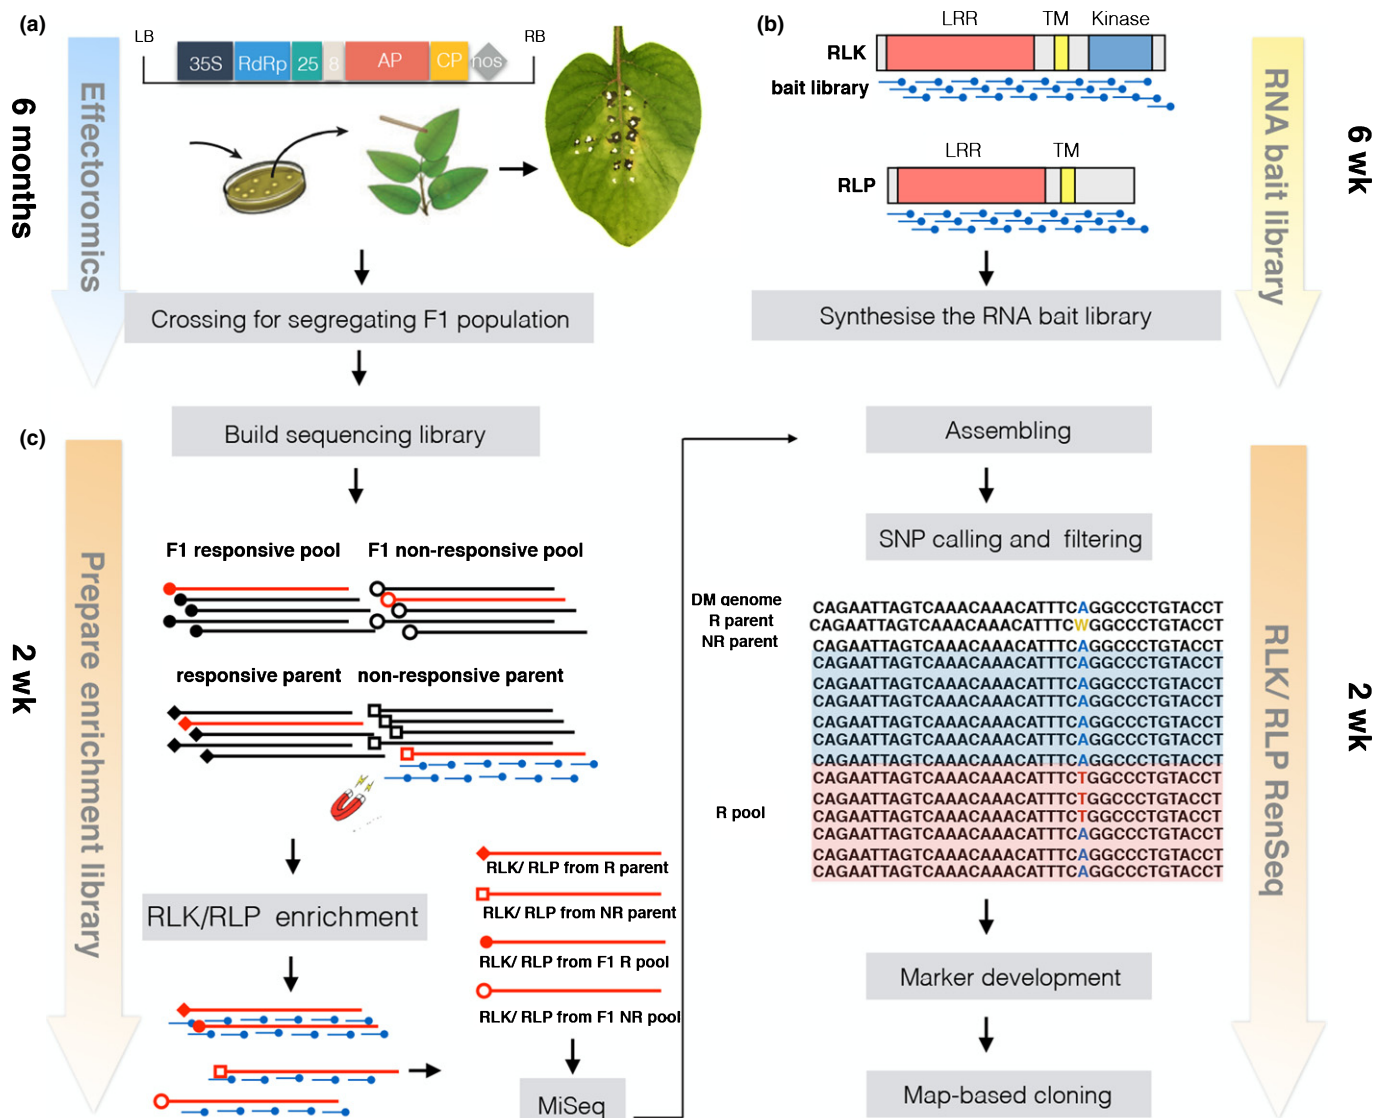 (a)
LB
RB
35S
RdRp
25
8
AP
CP
nos
Effectoromics
6 months
Crossing for segregating F1 population
(b)
LRR
TM
Kinase
RLK
bait library
LRR
TM
RLP
RNA bait library
6 wk
Synthesise the RNA bait library
(c)
Build sequencing library
Prepare enrichment library
2 wk
F1 responsive pool
F1 non-responsive pool
responsive parent
non-responsive parent
RLK/RLP enrichment
RLK/ RLP from R parent
RLK/ RLP from NR parent
RLK/ RLP from F1 R pool
RLK/ RLP from F1 NR pool
MiSeq
Assembling
SNP calling and filtering
DM genome
R parent
NR parent
R pool
CAGAATTAGTCAAACAAACATTTCAGGCCCTGTACCT
CAGAATTAGTCAAACAAACATTTCWGGCCCTGTACCT
CAGAATTAGTCAAACAAACATTTCAGGCCCTGTACCT
CAGAATTAGTCAAACAAACATTTCAGGCCCTGTACCT
CAGAATTAGTCAAACAAACATTTCAGGCCCTGTACCT
CAGAATTAGTCAAACAAACATTTCAGGCCCTGTACCT
CAGAATTAGTCAAACAAACATTTCAGGCCCTGTACCT
CAGAATTAGTCAAACAAACATTTCAGGCCCTGTACCT
CAGAATTAGTCAAACAAACATTTCAGGCCCTGTACCT
CAGAATTAGTCAAACAAACATTTCTGGCCCTGTACCT
CAGAATTAGTCAAACAAACATTTCTGGCCCTGTACCT
CAGAATTAGTCAAACAAACATTTCTGGCCCTGTACCT
CAGAATTAGTCAAACAAACATTTCAGGCCCTGTACCT
CAGAATTAGTCAAACAAACATTTCAGGCCCTGTACCT
CAGAATTAGTCAAACAAACATTTCAGGCCCTGTACCT
Marker development
Map-based cloning
RLK/ RLP RenSeq
2 wk